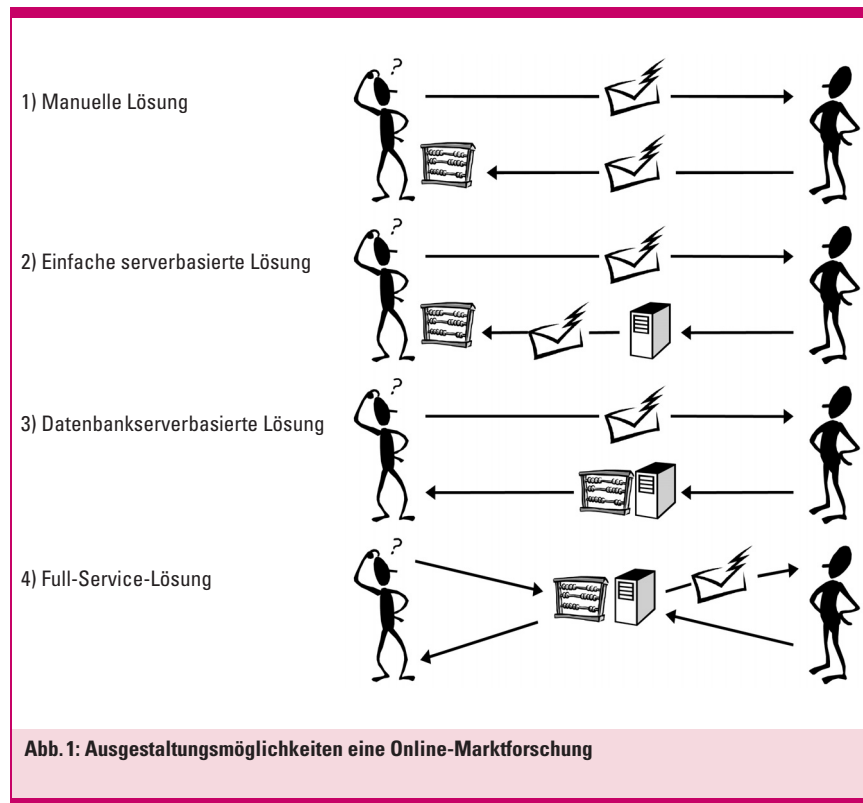 ?
1) Manuelle Lösung
?
2) Einfache serverbasierte Lösung
?
3) Datenbankserverbasierte Lösung
?
4) Full-Service-Lösung
Abb. 1: Ausgestaltungsmöglichkeiten eine Online-Marktforschung